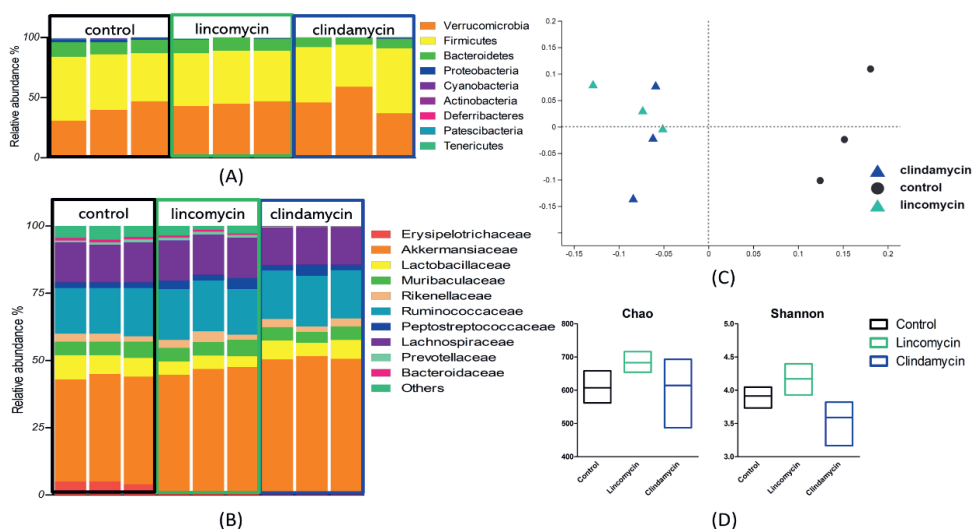 control
lincomycin
clindamycin
Relative abundance %
100
50
0
Verrucomicrobia
Firmicutes
Bacteroidetes
Proteobacteria
Cyanobacteria
Actinobacteria
Deferribacteres
Patescibacteria
Tenericutes
(A)
control
lincomycin
clindamycin
Relative abundance %
100
75
50
25
0
Erysipelotrichaceae
Akkermansiaceae
Lactobacillaceae
Muribaculaceae
Rikenellaceae
Ruminococcaceae
Peptostreptococcaceae
Lachnospiraceae
Prevotellaceae
Bacteroidaceae
Others
(B)
0.2
0.15
0.1
0.05
0
-0.05
-0.1
-0.15
-0.15
-0.1
-0.05
0
0.05
0.1
0.15
0.2
clindamycin
control
lincomycin
(C)
Chao
800
700
600
500
400
Control
Lincomycin
Clindamycin
Shannon
5.0
4.5
4.0
3.5
3.0
Control
Lincomycin
Clindamycin
Control
Lincomycin
Clindamycin
(D)